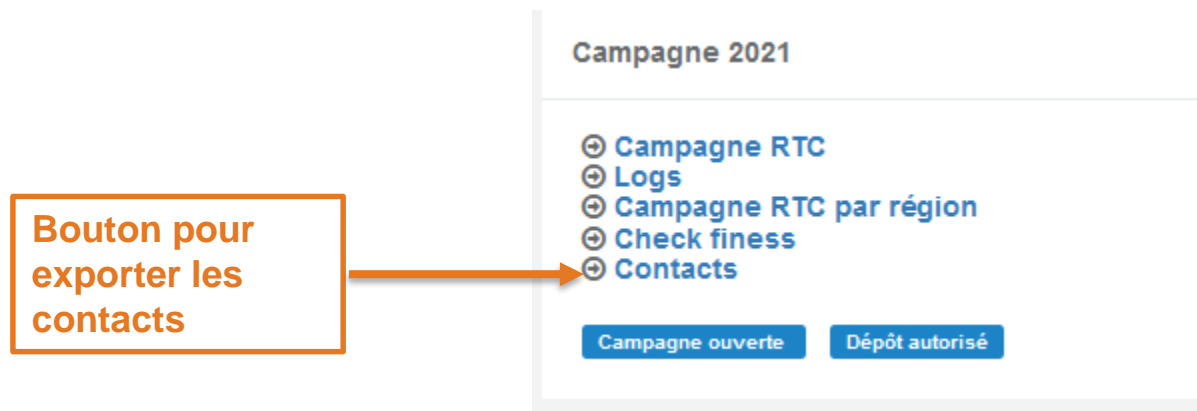 Campagne 2021
Campagne RTC
Logs
Campagne RTC par région
Check finess
Contacts
Bouton pour
exporter les
contacts
Campagne ouverte
Dépôt autorisé